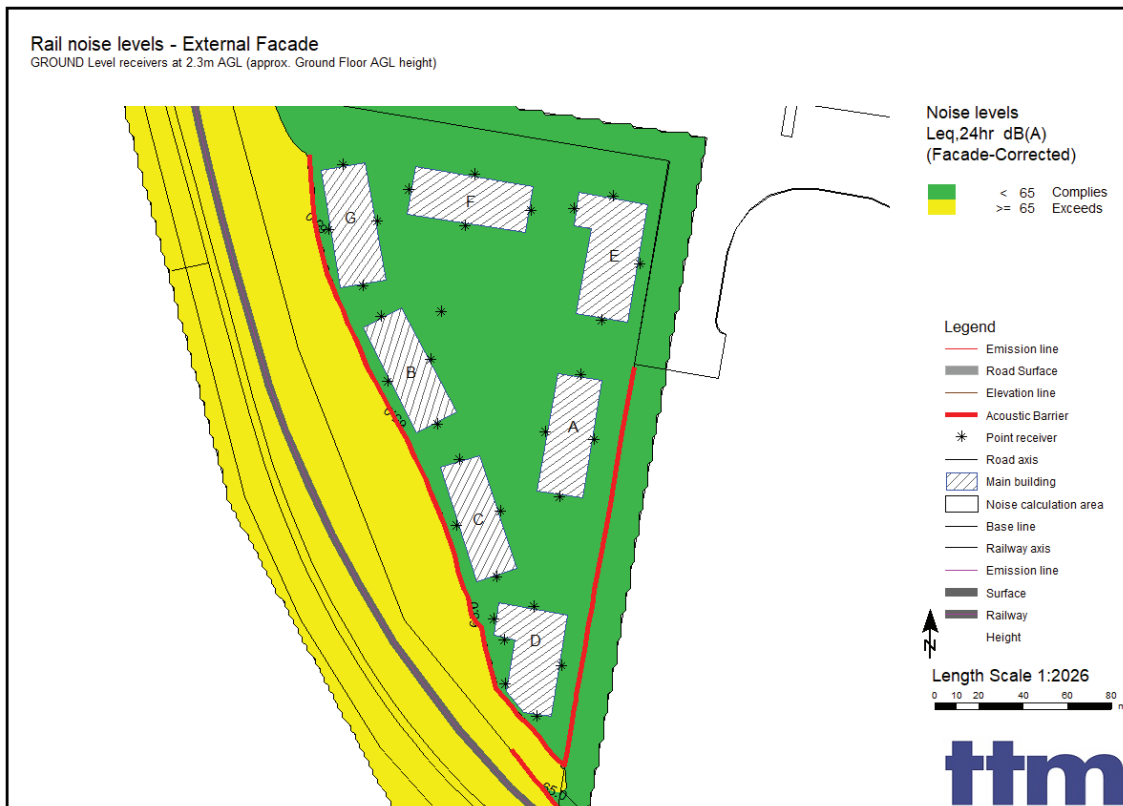 Rail noise levels - External Facade
GROUND Level receivers at 2.3m AGL (approx. Ground Floor AGL height)
Noise levels
Leq,24hr dB(A)
(Facade-Corrected)
< 65 Complies
>= 65 Exceeds
G
F
E
B
A
C
D
65.0
Legend
Emission line
Road Surface
Elevation line
Acoustic Barrier
Point receiver
Road axis
Main building
Noise calculation area
Base line
Railway axis
Emission line
Surface
Railway
Height
N
Length Scale 1:2026
0 10 20 40 60 80
m
ttm